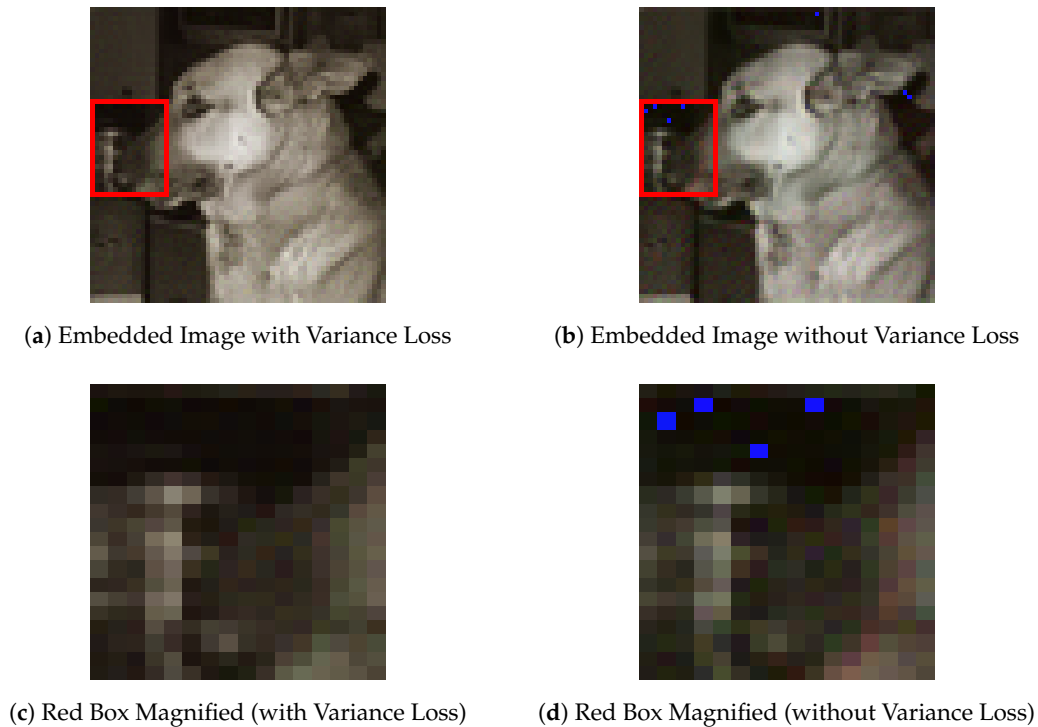 (a) Embedded Image with Variance Loss
(b) Embedded Image without Variance Loss
(c) Red Box Magnified (with Variance Loss)
(d) Red Box Magnified (without Variance Loss)